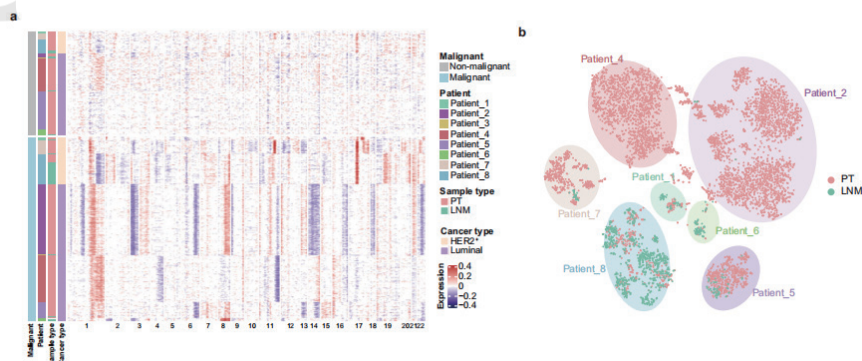 a
Malignant
Non-malignant
Malignant
Patient
Patient_1
Patient_2
Patient_3
Patient_4
Patient_5
Patient_6
Patient_7
Patient_8
Sample type
PT
LNM
Cancer type
HER2+
Luminal
Expression
0.4
0.2
0
−0.2
−0.4
1 2 3 4 5 6 7 8 9 10 11 12 13 14 15 16 17 18 19 20 21 22
Malignant
Patient
Sample type
Cancer type
b
Patient_4
Patient_2
Patient_7
Patient_6
Patient_8
Patient_5
PT
LNM